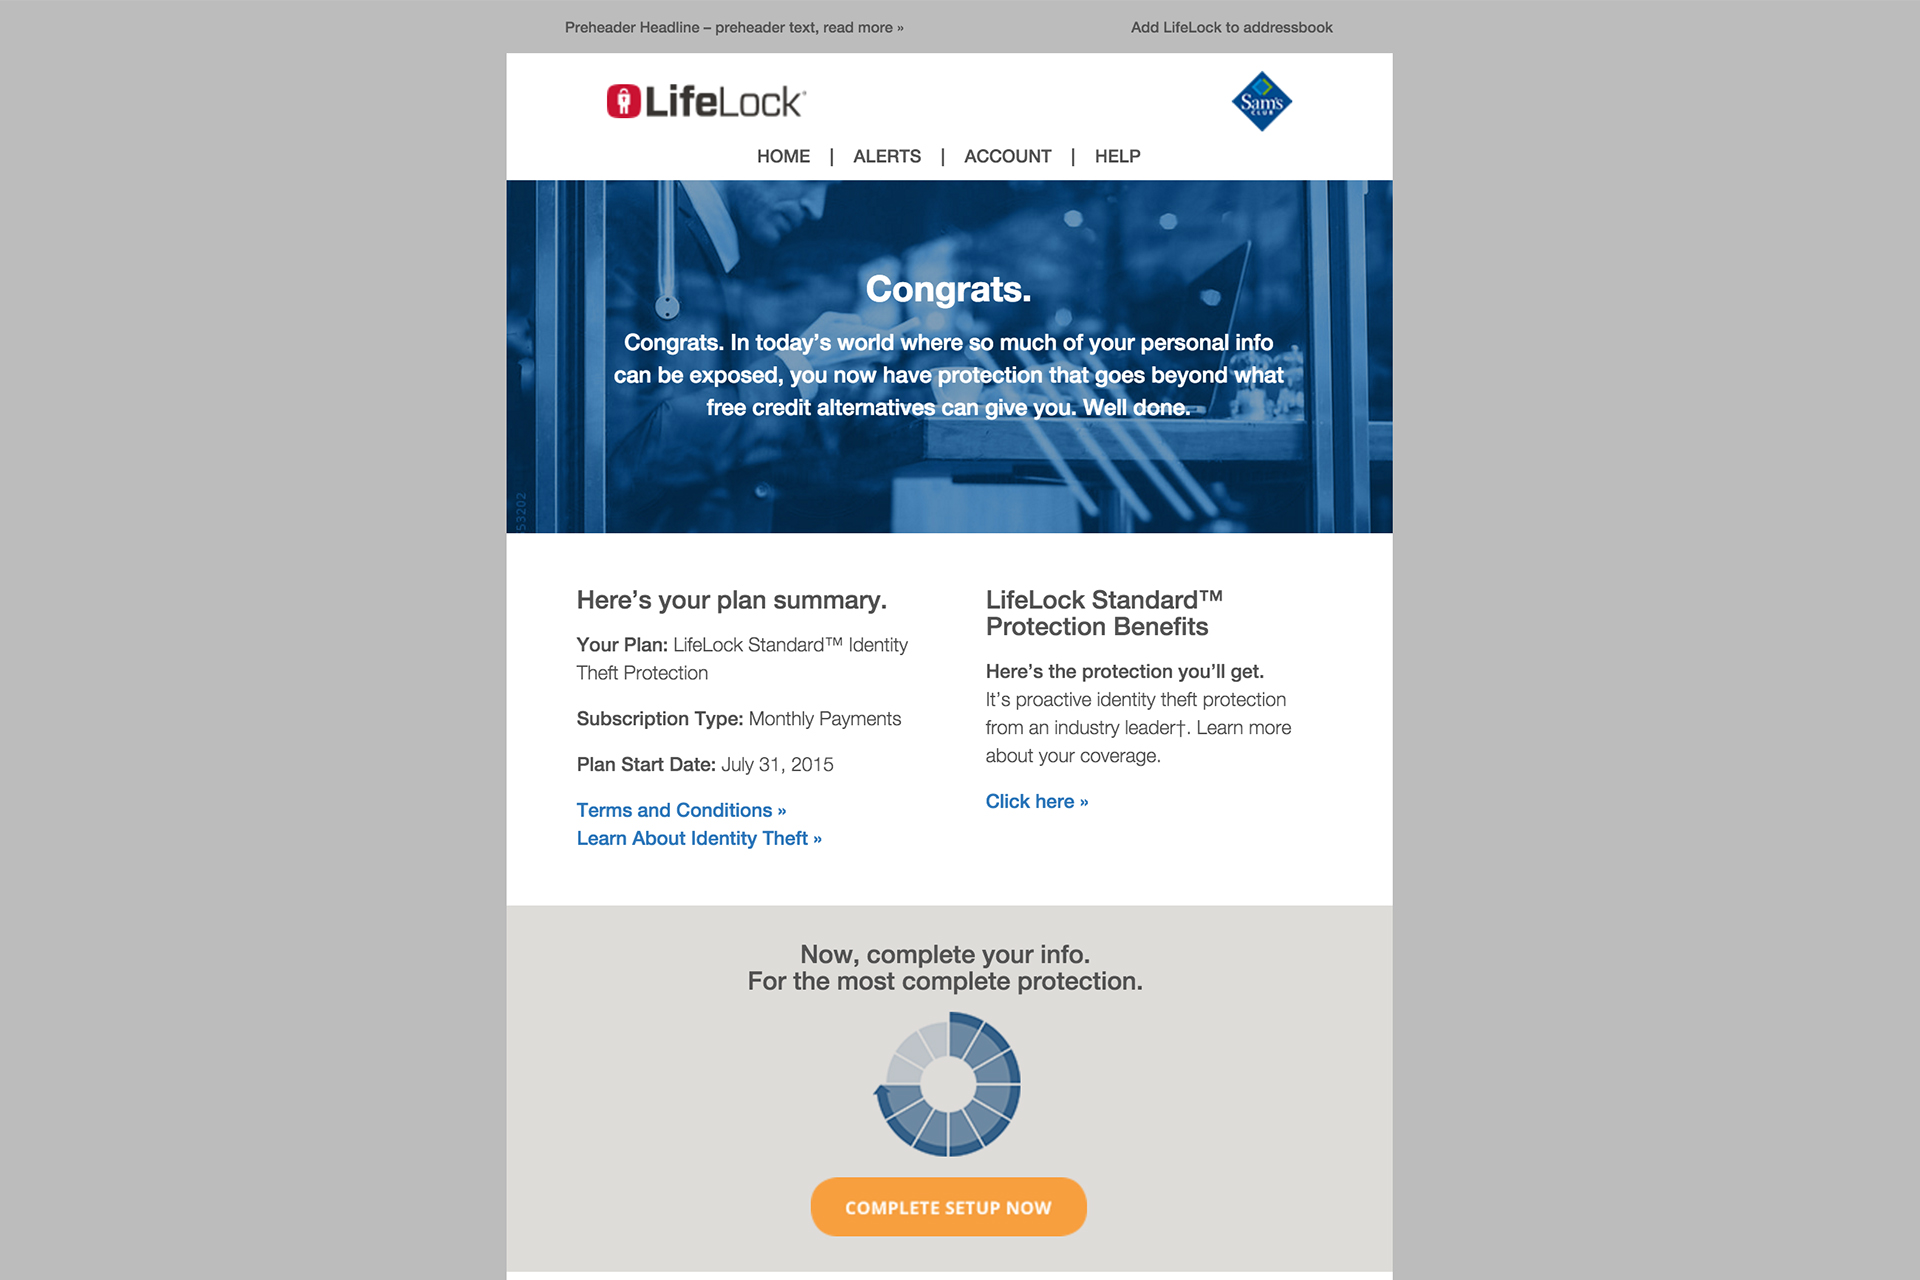 Preheader Headline – preheader text, read more »
Add LifeLock to addressbook
LifeLock®
Sam's
CLUB
HOME | ALERTS | ACCOUNT | HELP
Congrats.
Congrats. In today’s world where so much of your personal info
can be exposed, you now have protection that goes beyond what
free credit alternatives can give you. Well done.
53202
Here’s your plan summary.
Your Plan: LifeLock Standard™ Identity
Theft Protection
Subscription Type: Monthly Payments
Plan Start Date: July 31, 2015
Terms and Conditions »
Learn About Identity Theft »
LifeLock Standard™
Protection Benefits
Here’s the protection you’ll get.
It’s proactive identity theft protection
from an industry leader†. Learn more
about your coverage.
Click here »
Now, complete your info.
For the most complete protection.
COMPLETE SETUP NOW